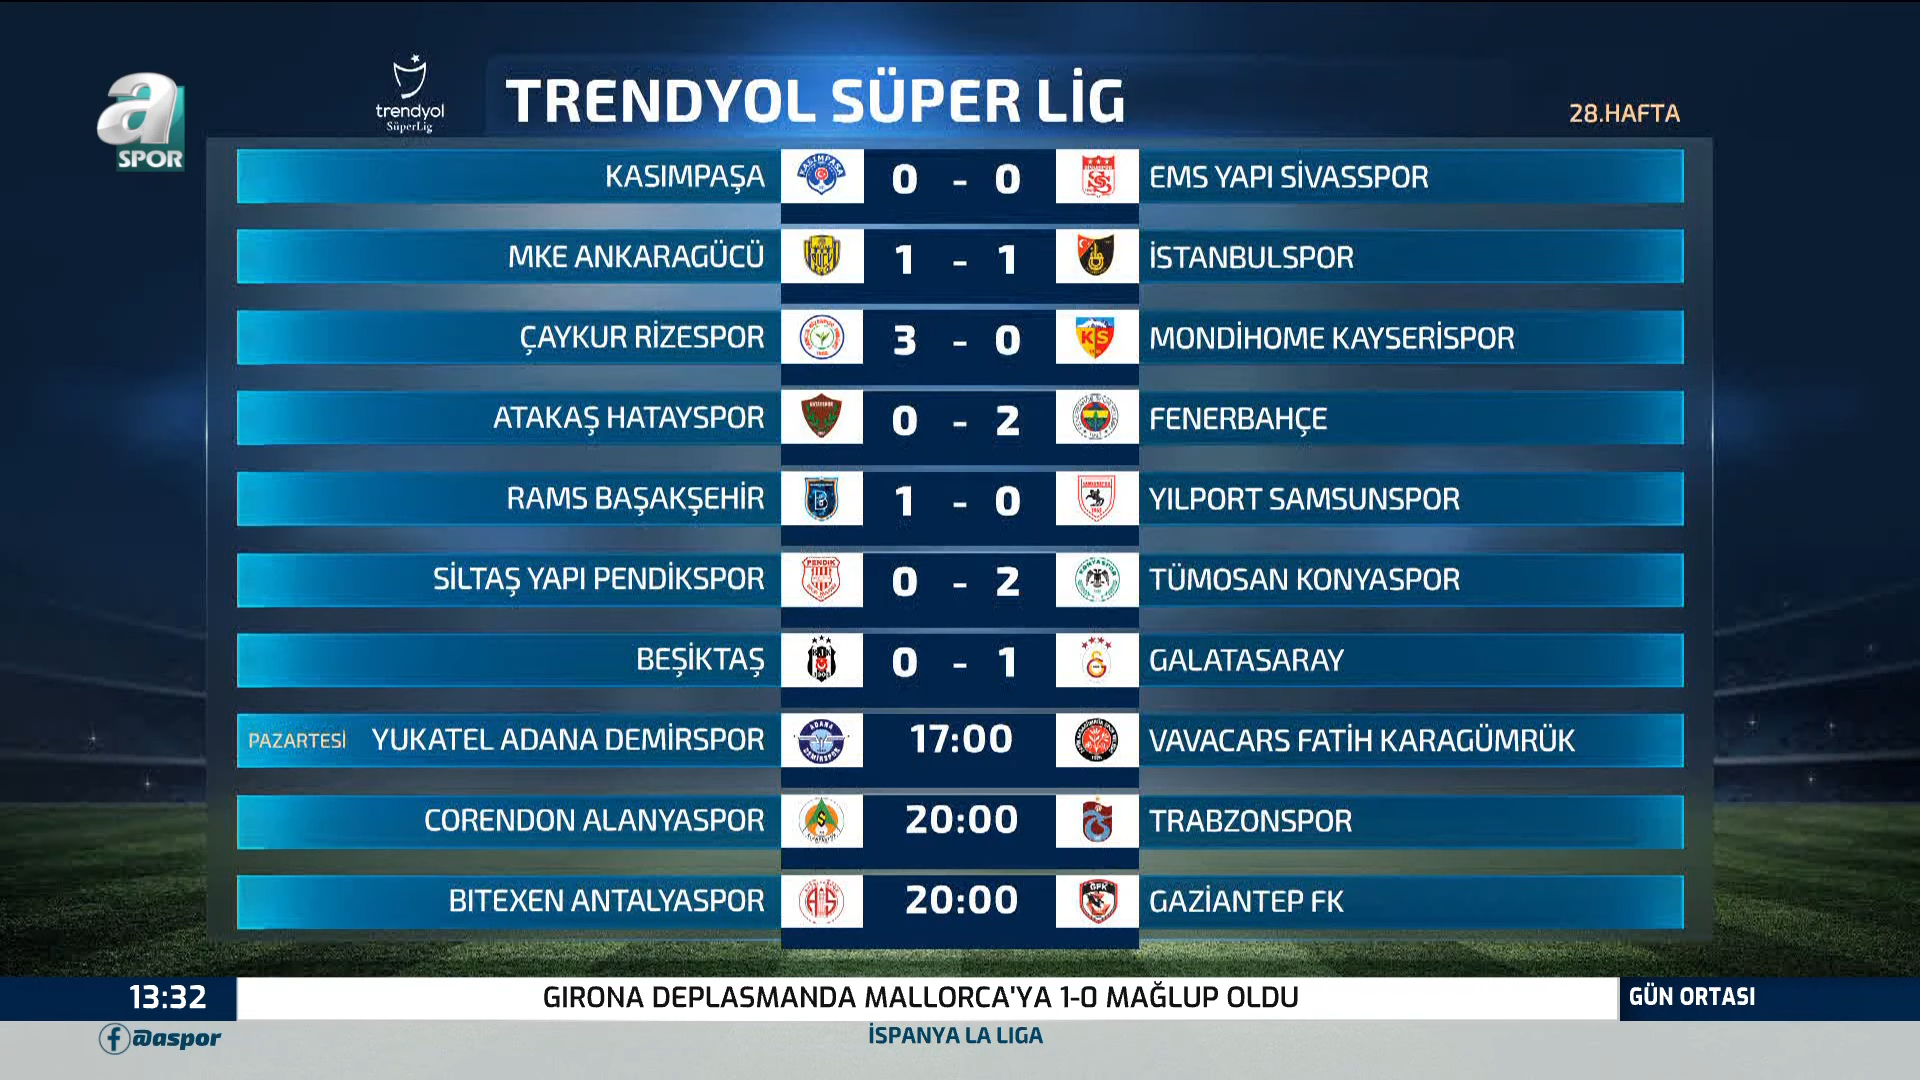 a
SPOR
trendyol
SüperLig
TRENDYOL SÜPER LİG
28.HAFTA
KASIMPAŞA 0 - 0 EMS YAPI SİVASSPOR
MKE ANKARAGÜCÜ 1 - 1 İSTANBULSPOR
ÇAYKUR RİZESPOR 3 - 0 MONDİHOME KAYSERİSPOR
ATAKAŞ HATAYSPOR 0 - 2 FENERBAHÇE
RAMS BAŞAKŞEHİR 1 - 0 YILPORT SAMSUNSPOR
SİLTAŞ YAPI PENDİKSPOR 0 - 2 TÜMOSAN KONYASPOR
BEŞİKTAŞ 0 - 1 GALATASARAY
PAZARTESİ YUKATEL ADANA DEMİRSPOR 17:00 VAVACARS FATİH KARAGÜMRÜK
CORENDON ALANYASPOR 20:00 TRABZONSPOR
BITEXEN ANTALYASPOR 20:00 GAZİANTEP FK
13:32 GIRONA DEPLASMANDA MALLORCA'YA 1-0 MAĞLUP OLDU GÜN ORTASI
@aspor İSPANYA LA LIGA